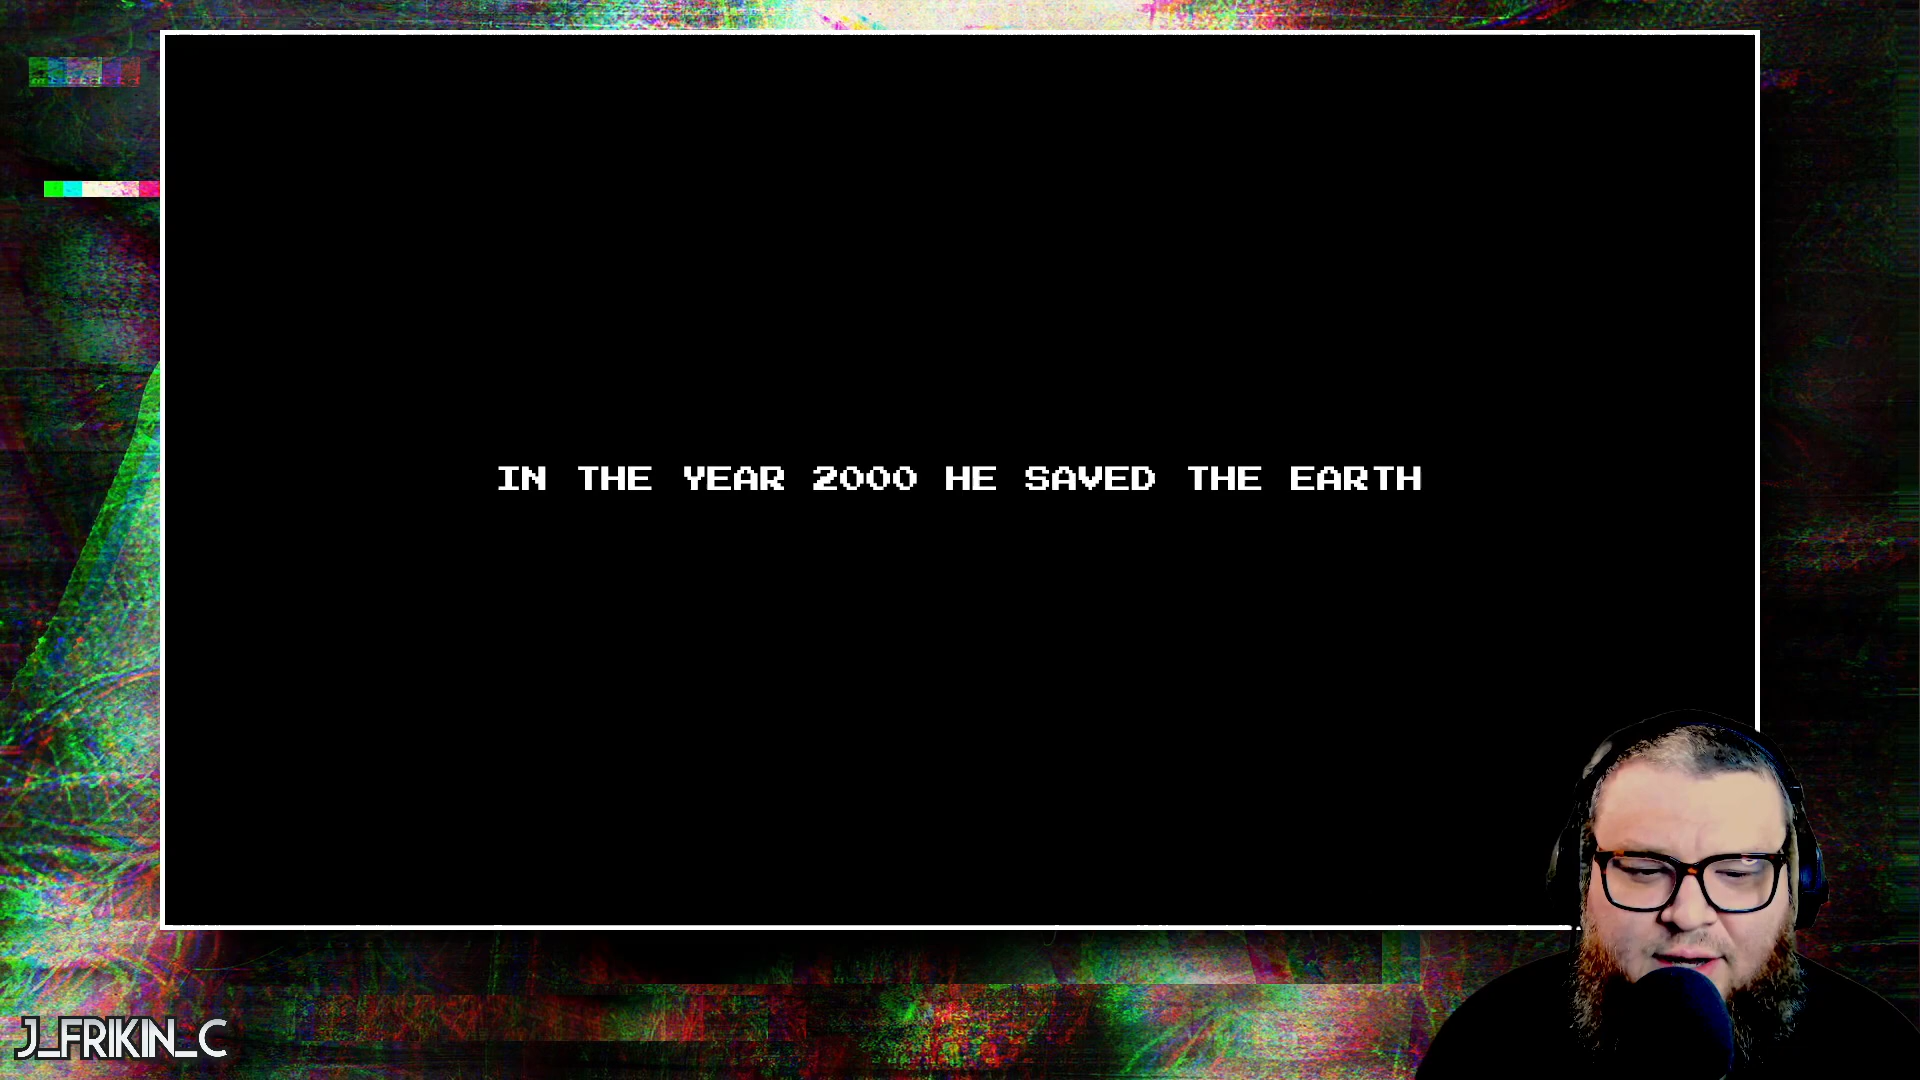 IN THE YEAR 2000 HE SAVED THE EARTH
J_FRIKIN_C